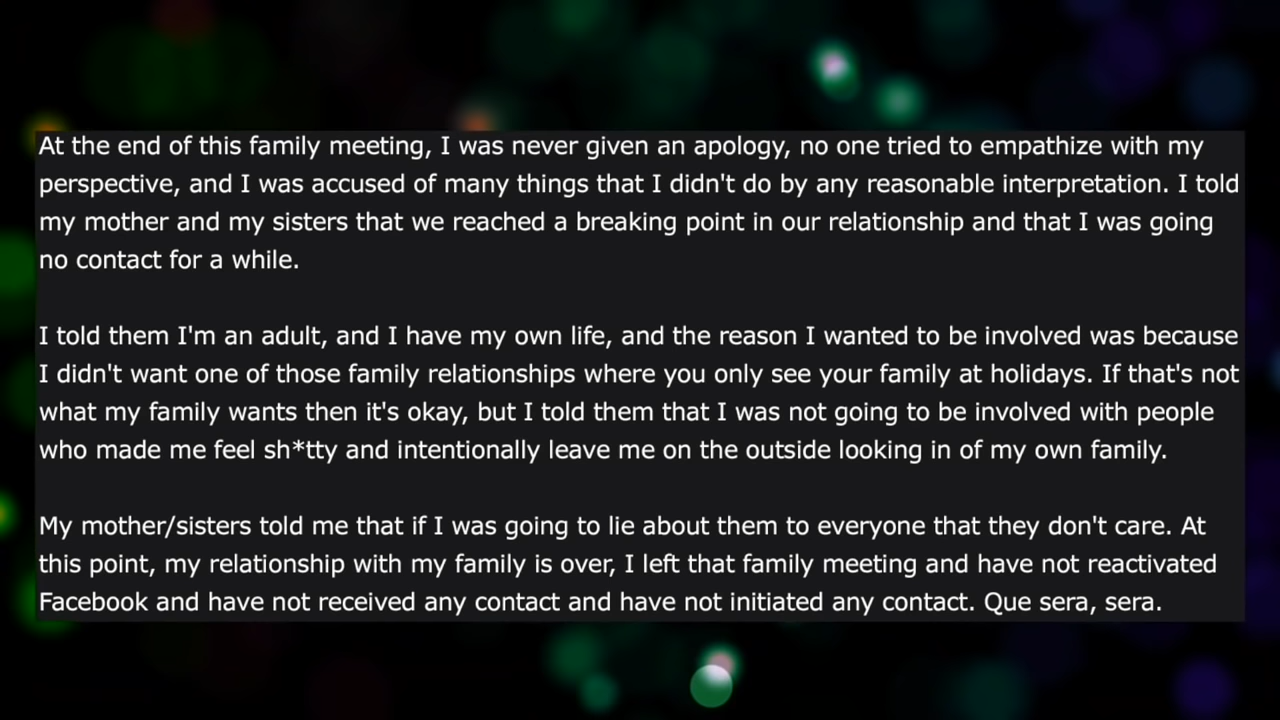 At the end of this family meeting, I was never given an apology, no one tried to empathize with my
perspective, and I was accused of many things that I didn't do by any reasonable interpretation. I told
my mother and my sisters that we reached a breaking point in our relationship and that I was going
no contact for a while.
I told them I'm an adult, and I have my own life, and the reason I wanted to be involved was because
I didn't want one of those family relationships where you only see your family at holidays. If that's not
what my family wants then it's okay, but I told them that I was not going to be involved with people
who made me feel sh*tty and intentionally leave me on the outside looking in of my own family.
My mother/sisters told me that if I was going to lie about them to everyone that they don't care. At
this point, my relationship with my family is over, I left that family meeting and have not reactivated
Facebook and have not received any contact and have not initiated any contact. Que sera, sera.